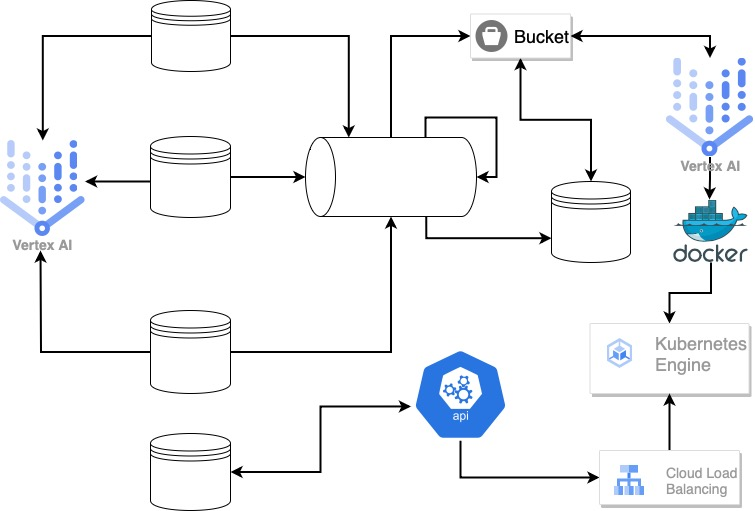 Bucket
Vertex AI
Vertex AI
docker
Kubernetes
Engine
api
Cloud Load
Balancing